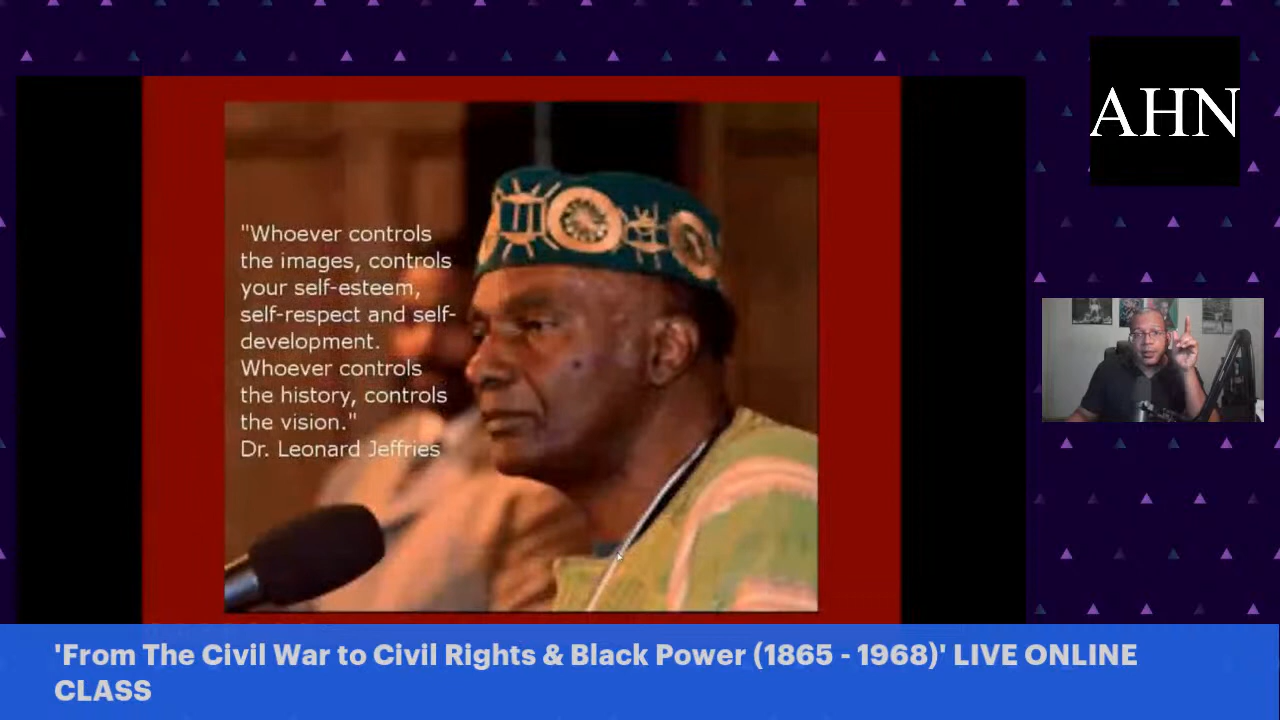 AHN
"Whoever controls
the images, controls
your self-esteem,
self-respect and self-
development.
Whoever controls
the history, controls
the vision."
Dr. Leonard Jeffries
'From The Civil War to Civil Rights & Black Power (1865 - 1968)' LIVE ONLINE
CLASS